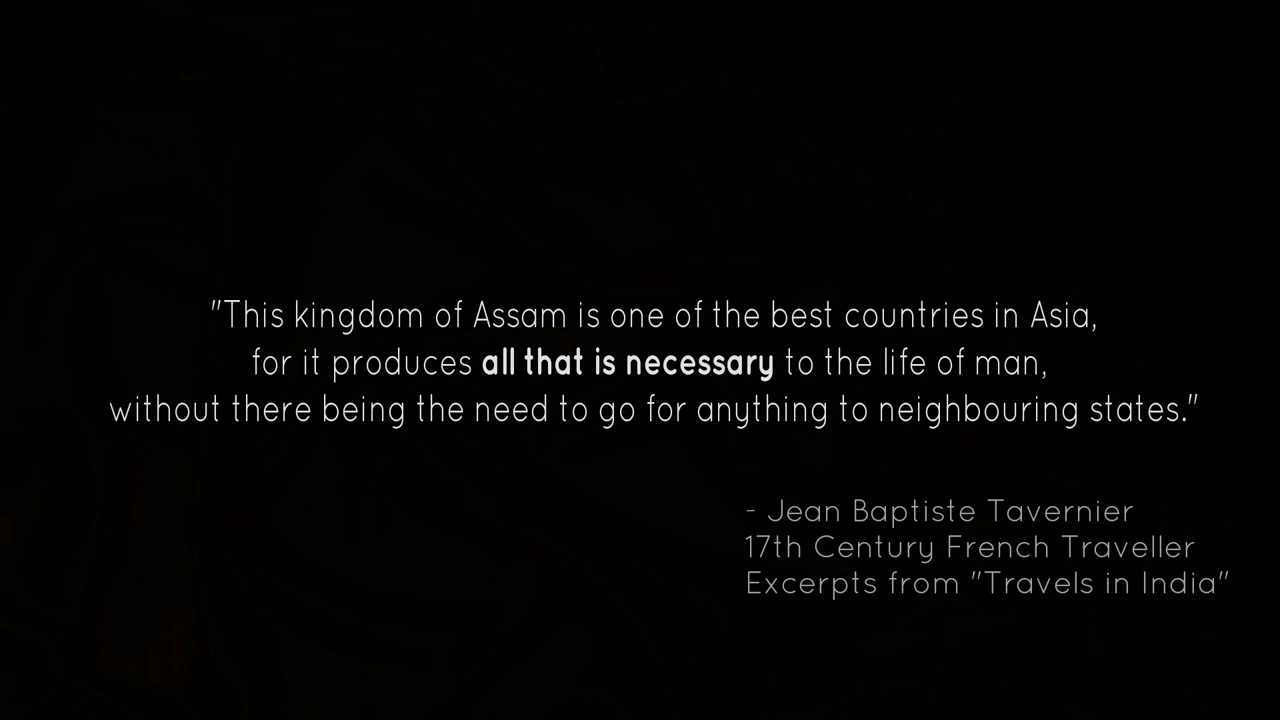 "This kingdom of Assam is one of the best countries in Asia,
for it produces all that is necessary to the life of man,
without there being the need to go for anything to neighbouring states."
- Jean Baptiste Tavernier
17th Century French Traveller
Excerpts from "Travels in India"